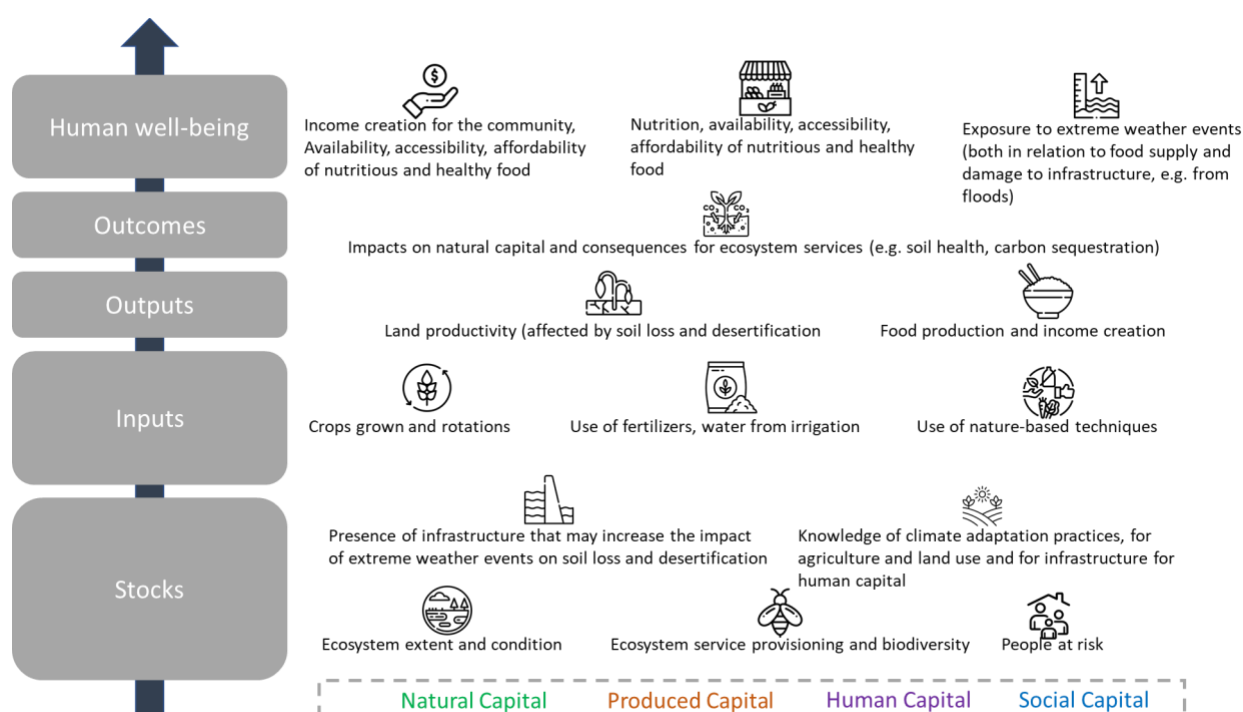 Human well-being
Income creation for the community,
Availability, accessibility, affordability
of nutritious and healthy food
Nutrition, availability, accessibility,
affordability of nutritious and healthy
food
Exposure to extreme weather events
(both in relation to food supply and
damage to infrastructure, e.g. from
floods)
Outcomes
CO₂ CO₂
Impacts on natural capital and consequences for ecosystem services (e.g. soil health, carbon sequestration)
Outputs
Land productivity (affected by soil loss and desertification
Food production and income creation
Inputs
Crops grown and rotations
Use of fertilizers, water from irrigation
Use of nature-based techniques
Stocks
Presence of infrastructure that may increase the impact
of extreme weather events on soil loss and desertification
Knowledge of climate adaptation practices, for
agriculture and land use and for infrastructure for
human capital
Ecosystem extent and condition
Ecosystem service provisioning and biodiversity
People at risk
Natural Capital
Produced Capital
Human Capital
Social Capital